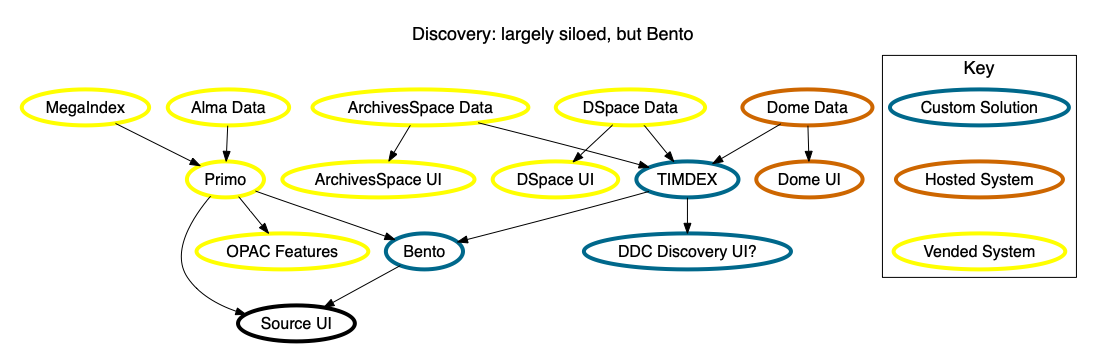 Discovery: largely siloed, but Bento
Key
MegaIndex
Alma Data
ArchivesSpace Data
DSpace Data
Dome Data
Custom Solution
Primo
ArchivesSpace UI
DSpace UI
TIMDEX
Dome UI
Hosted System
OPAC Features
Bento
DDC Discovery UI?
Vended System
Source UI